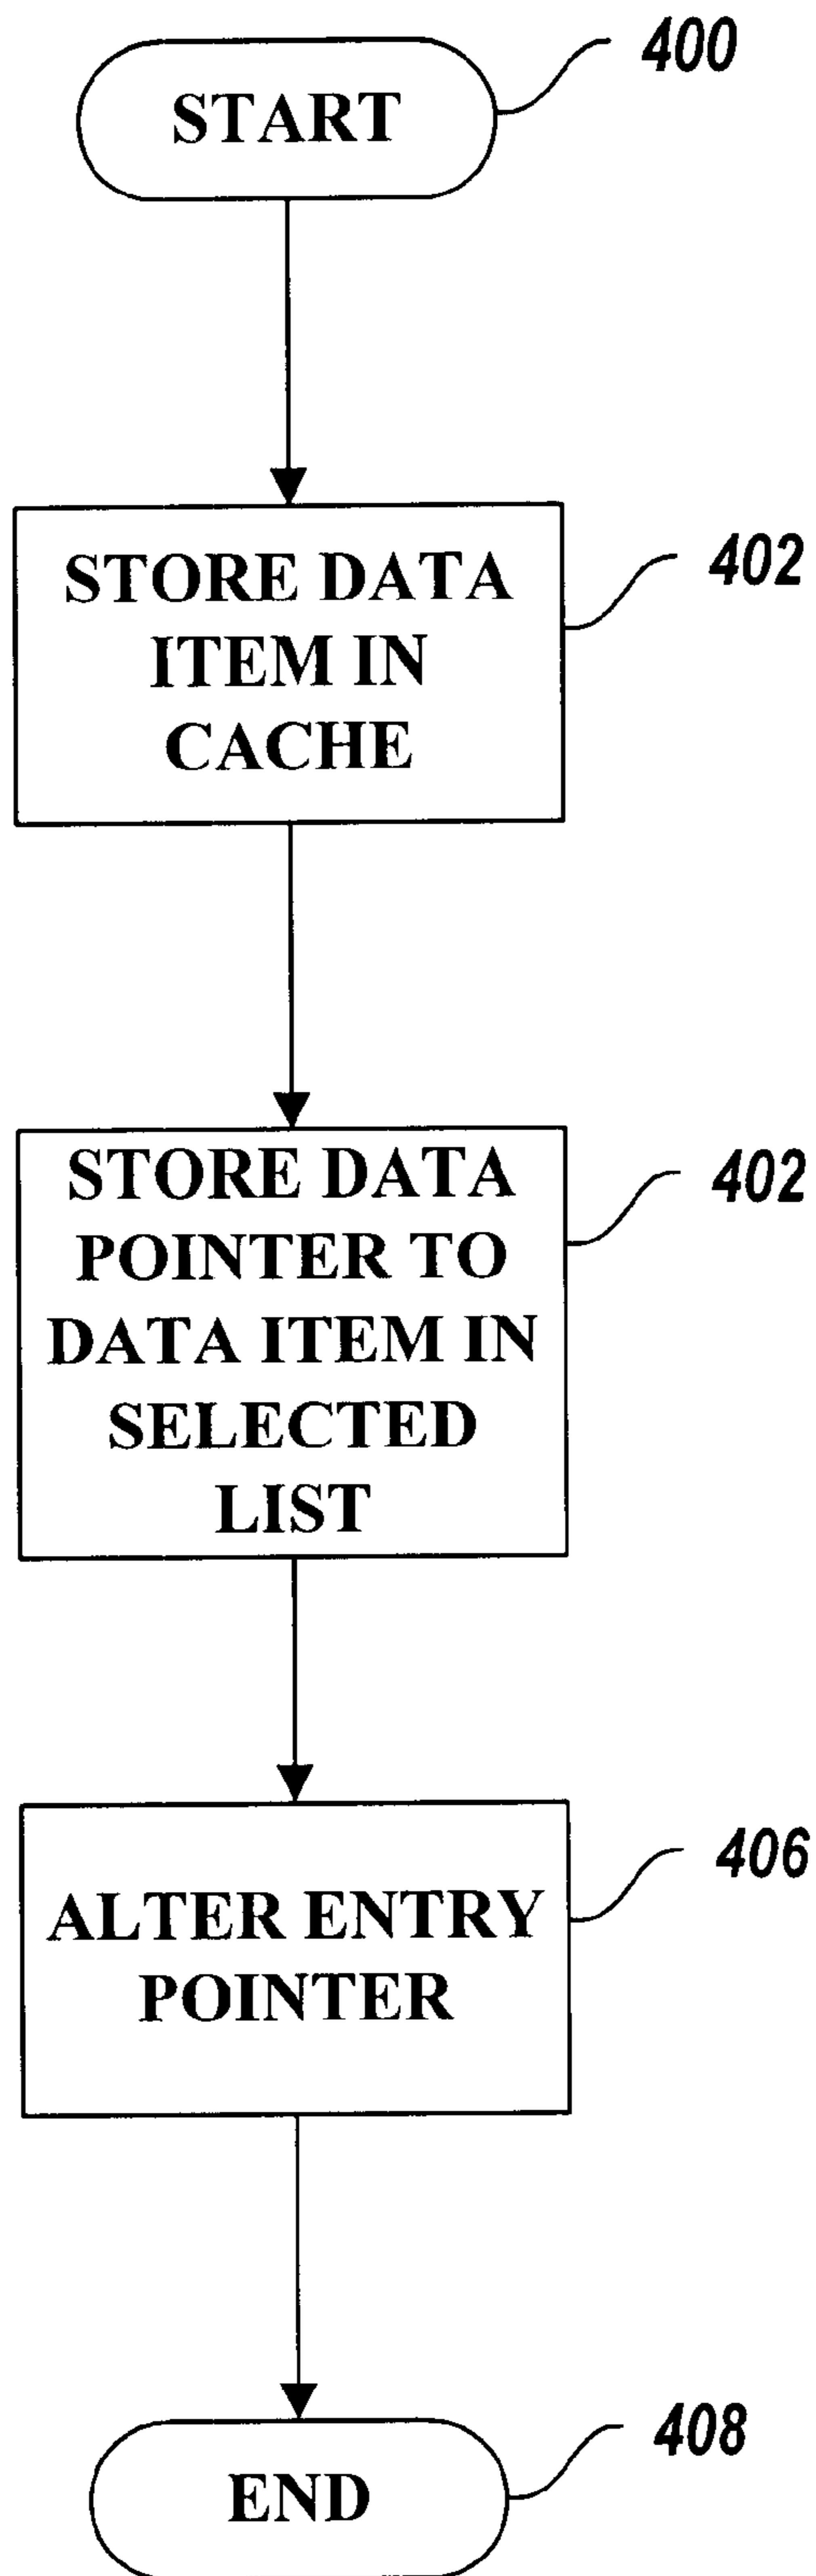 400
START
402
STORE DATA
ITEM IN
CACHE
402
STORE DATA
POINTER TO
DATA ITEM IN
SELECTED
LIST
406
ALTER ENTRY
POINTER
408
END